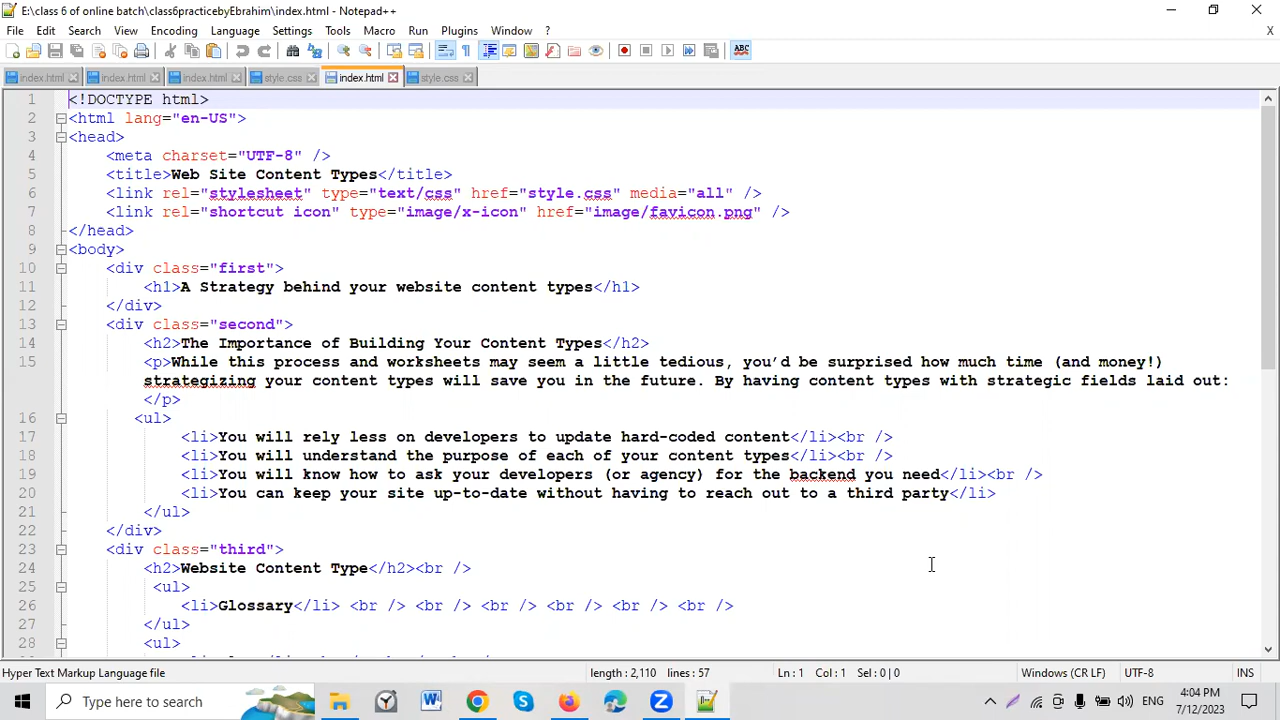 E:\class 6 of online batch\class6practicebyEbrahim\index.html - Notepad++
File Edit Search View Encoding Language Settings Tools Macro Run Plugins Window ? X
index.html index.html index.html style.css index.html style.css
1 <!DOCTYPE html>
2 <html lang="en-US">
3 <head>
4 <meta charset="UTF-8" />
5 <title>Web Site Content Types</title>
6 <link rel="stylesheet" type="text/css" href="style.css" media="all" />
7 <link rel="shortcut icon" type="image/x-icon" href="image/favicon.png" />
8 </head>
9 <body>
10 <div class="first">
11 <h1>A Strategy behind your website content types</h1>
12 </div>
13 <div class="second">
14 <h2>The Importance of Building Your Content Types</h2>
15 <p>While this process and worksheets may seem a little tedious, you’d be surprised how much time (and money!)
strategizing your content types will save you in the future. By having content types with strategic fields laid out:
</p>
16 <ul>
17 <li>You will rely less on developers to update hard-coded content</li><br />
18 <li>You will understand the purpose of each of your content types</li><br />
19 <li>You will know how to ask your developers (or agency) for the backend you need</li><br />
20 <li>You can keep your site up-to-date without having to reach out to a third party</li>
21 </ul>
22 </div>
23 <div class="third">
24 <h2>Website Content Type</h2><br />
25 <ul>
26 <li>Glossary</li> <br /> <br /> <br /> <br /> <br /> <br />
27 </ul>
28 <ul>
Hyper Text Markup Language file length : 2,110 lines : 57 Ln : 1 Col : 1 Sel : 0 | 0 Windows (CR LF) UTF-8 INS
Type here to search ENG 4:04 PM
7/12/2023